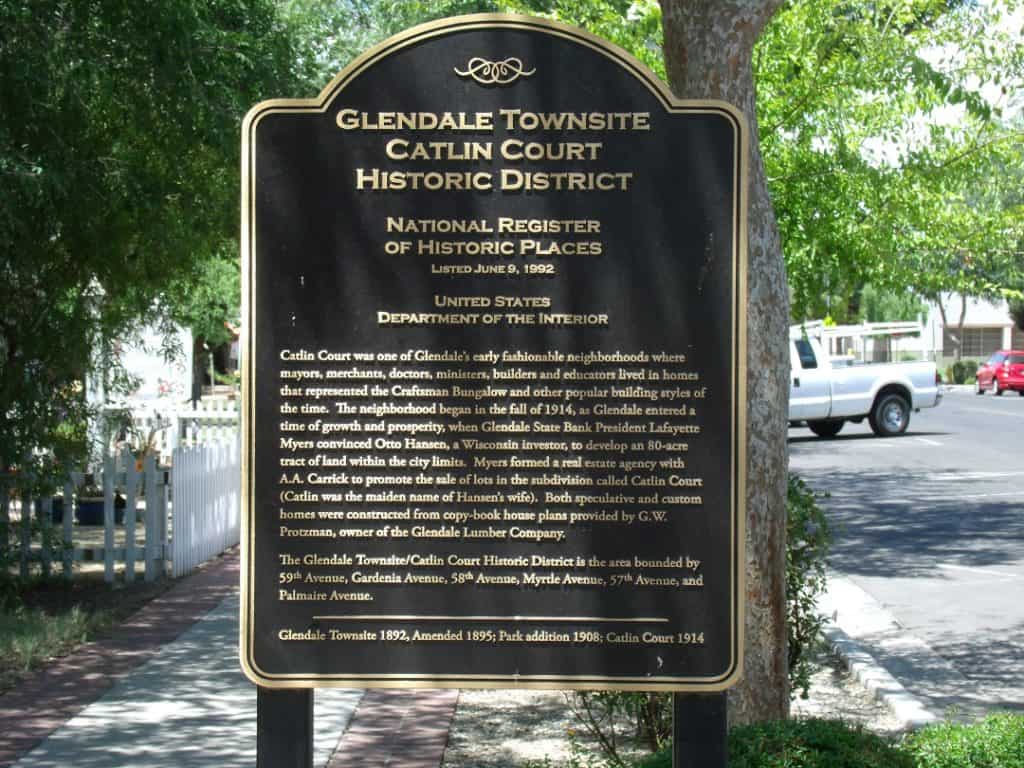 GLENDALE TOWNSITE
CATLIN COURT
HISTORIC DISTRICT
NATIONAL REGISTER
OF HISTORIC PLACES
LISTED JUNE 9, 1992
UNITED STATES
DEPARTMENT OF THE INTERIOR
Catlin Court was one of Glendale's early fashionable neighborhoods where
mayors, merchants, doctors, ministers, builders and educators lived in homes
that represented the Craftsman Bungalow and other popular building styles of
the time. The neighborhood began in the fall of 1914, as Glendale entered a
time of growth and prosperity, when Glendale State Bank President Lafayette
Myers convinced Otto Hansen, a Wisconsin investor, to develop an 80-acre
tract of land within the city limits. Myers formed a real estate agency with
A.A. Carrick to promote the sale of lots in the subdivision called Catlin Court
(Catlin was the maiden name of Hansen's wife). Both speculative and custom
homes were constructed from copy-book house plans provided by G.W.
Protzman, owner of the Glendale Lumber Company.
The Glendale Townsite/Catlin Court Historic District is the area bounded by
59th Avenue, Gardenia Avenue, 58th Avenue, Myrtle Avenue, 57th Avenue, and
Palmaire Avenue.
Glendale Townsite 1892, Amended 1895; Park addition 1908; Catlin Court 1914